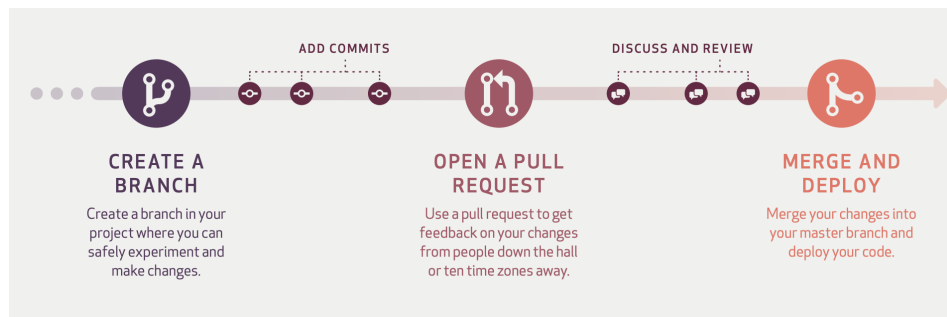 ADD COMMITS
DISCUSS AND REVIEW
CREATE A
BRANCH
Create a branch in your
project where you can
safely experiment and
make changes.
OPEN A PULL
REQUEST
Use a pull request to get
feedback on your changes
from people down the hall
or ten time zones away.
MERGE AND
DEPLOY
Merge your changes into
your master branch and
deploy your code.